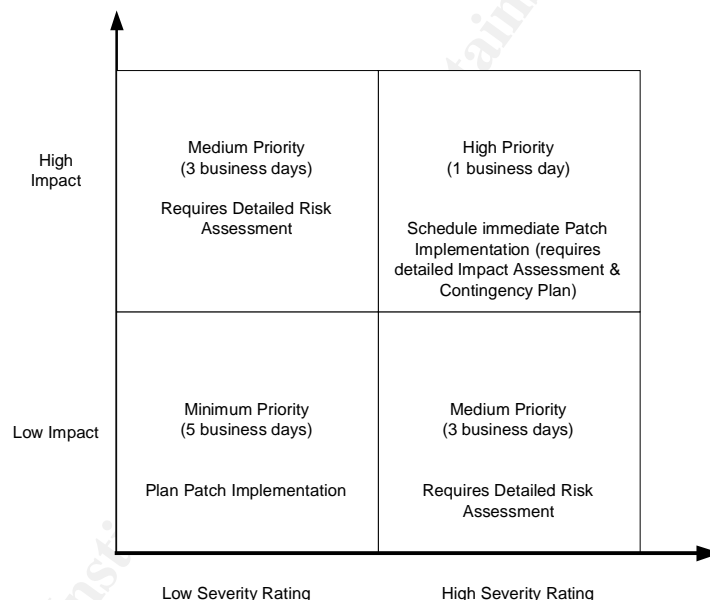 High
Impact
Medium Priority
(3 business days)
Requires Detailed Risk
Assessment
High Priority
(1 business day)
Schedule immediate Patch
Implementation (requires
detailed Impact Assessment &
Contingency Plan)
Low Impact
Minimum Priority
(5 business days)
Plan Patch Implementation
Medium Priority
(3 business days)
Requires Detailed Risk
Assessment
Low Severity Rating
High Severity Rating